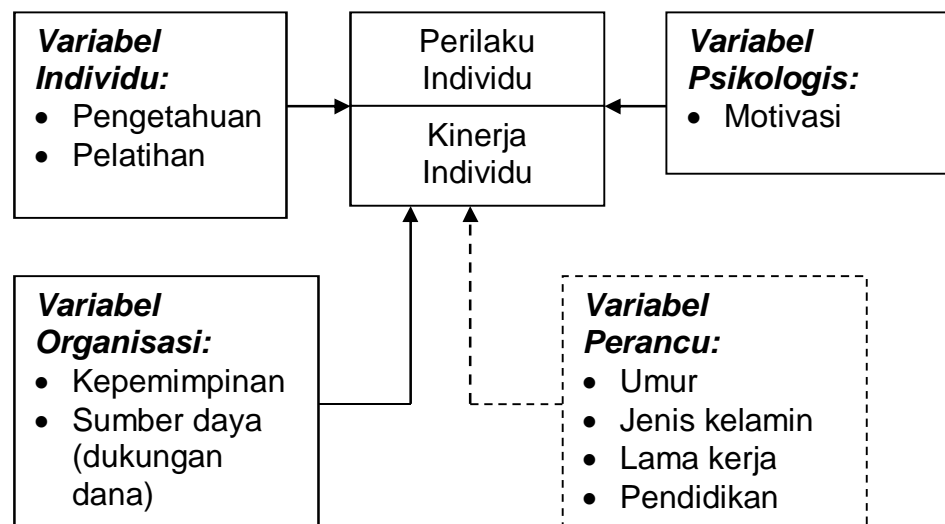 Variabel
Individu:
• Pengetahuan
• Pelatihan
Perilaku
Individu
Kinerja
Individu
Variabel
Psikologis:
• Motivasi
Variabel
Organisasi:
• Kepemimpinan
• Sumber daya
(dukungan
dana)
Variabel
Perancu:
• Umur
• Jenis kelamin
• Lama kerja
• Pendidikan